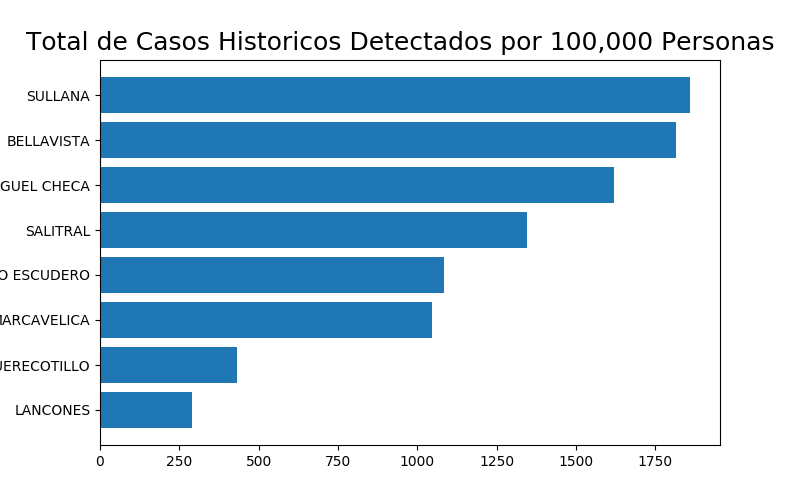 Total de Casos Historicos Detectados por 100,000 Personas
SULLANA
BELLAVISTA
GUEL CHECA
SALITRAL
O ESCUDERO
MARCAVELICA
UERECOTILLO
LANCONES
0 250 500 750 1000 1250 1500 1750